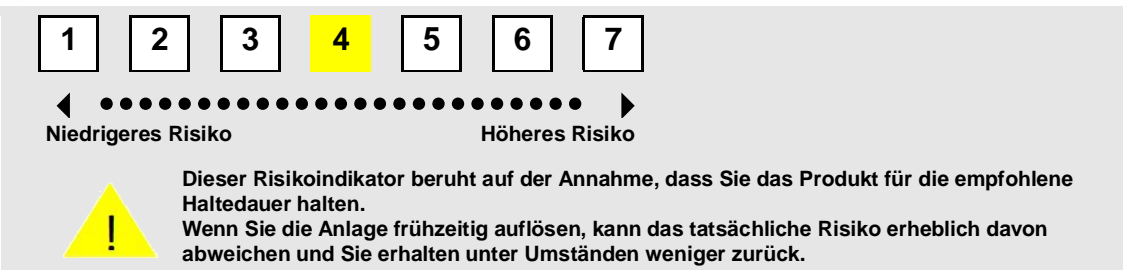 1 2 3 4 5 6 7
Niedrigeres Risiko Höheres Risiko
Dieser Risikoindikator beruht auf der Annahme, dass Sie das Produkt für die empfohlene
Haltedauer halten.
Wenn Sie die Anlage frühzeitig auflösen, kann das tatsächliche Risiko erheblich davon
abweichen und Sie erhalten unter Umständen weniger zurück.
!